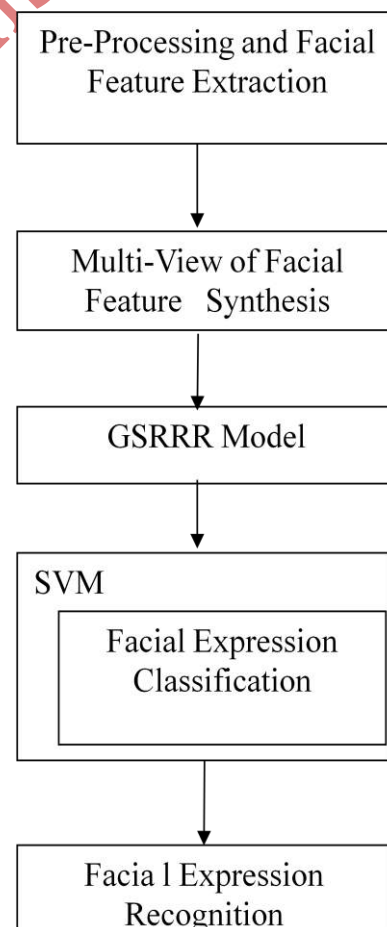 Pre-Processing and Facial
Feature Extraction
Multi-View of Facial
Feature Synthesis
GSRRR Model
SVM
Facial Expression
Classification
Facia l Expression
Recognition